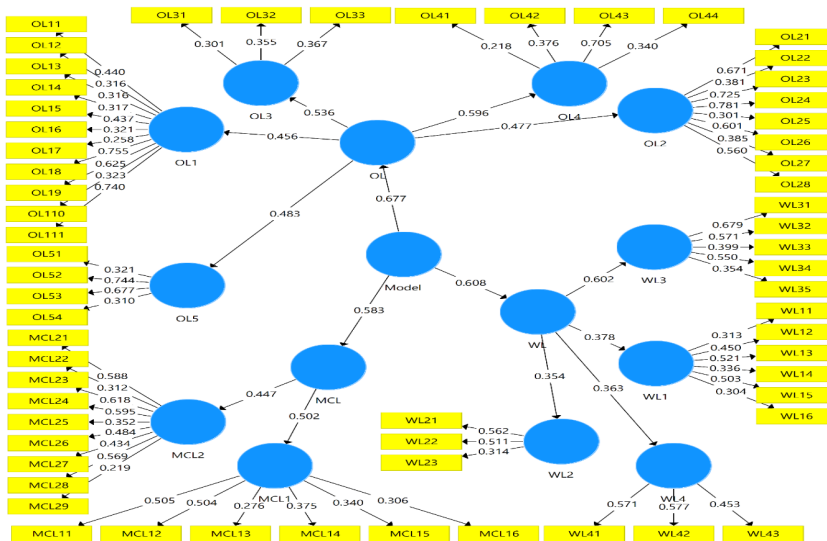 OL31 OL32 OL33 OL41 OL42 OL43 OL44
0.301 0.355 0.367 0.218 0.376 0.705 0.340
OL3
OL4
OL11
OL12
OL13
OL14
OL15
OL16
OL17
OL18
OL19
OL110
OL111
0.440
0.316
0.316
0.317
0.437
0.321
0.258
0.755
0.625
0.323
0.740
OL1
OL21
OL22
OL23
OL24
OL25
OL26
OL27
OL28
0.671
0.381
0.725
0.781
0.301
0.601
0.385
0.560
OL2
0.536
0.596
0.456
0.477
OL
0.483
0.677
OL51
OL52
OL53
OL54
0.321
0.744
0.677
0.310
OL5
Model
0.608
0.583
WL31
WL32
WL33
WL34
WL35
0.679
0.571
0.399
0.550
0.354
WL3
0.602
WL
0.378
0.354
0.363
WL11
WL12
WL13
WL14
WL15
WL16
0.313
0.450
0.521
0.336
0.503
0.304
WL1
MCL21
MCL22
MCL23
MCL24
MCL25
MCL26
MCL27
MCL28
MCL29
0.588
0.312
0.618
0.595
0.352
0.484
0.434
0.569
0.219
MCL2
MCL
0.447
0.502
WL21
WL22
WL23
0.562
0.511
0.314
WL2
MCL1
WL4
0.505 0.504 0.276 0.375 0.340 0.306
0.571 0.577 0.453
MCL11 MCL12 MCL13 MCL14 MCL15 MCL16 WL41 WL42 WL43